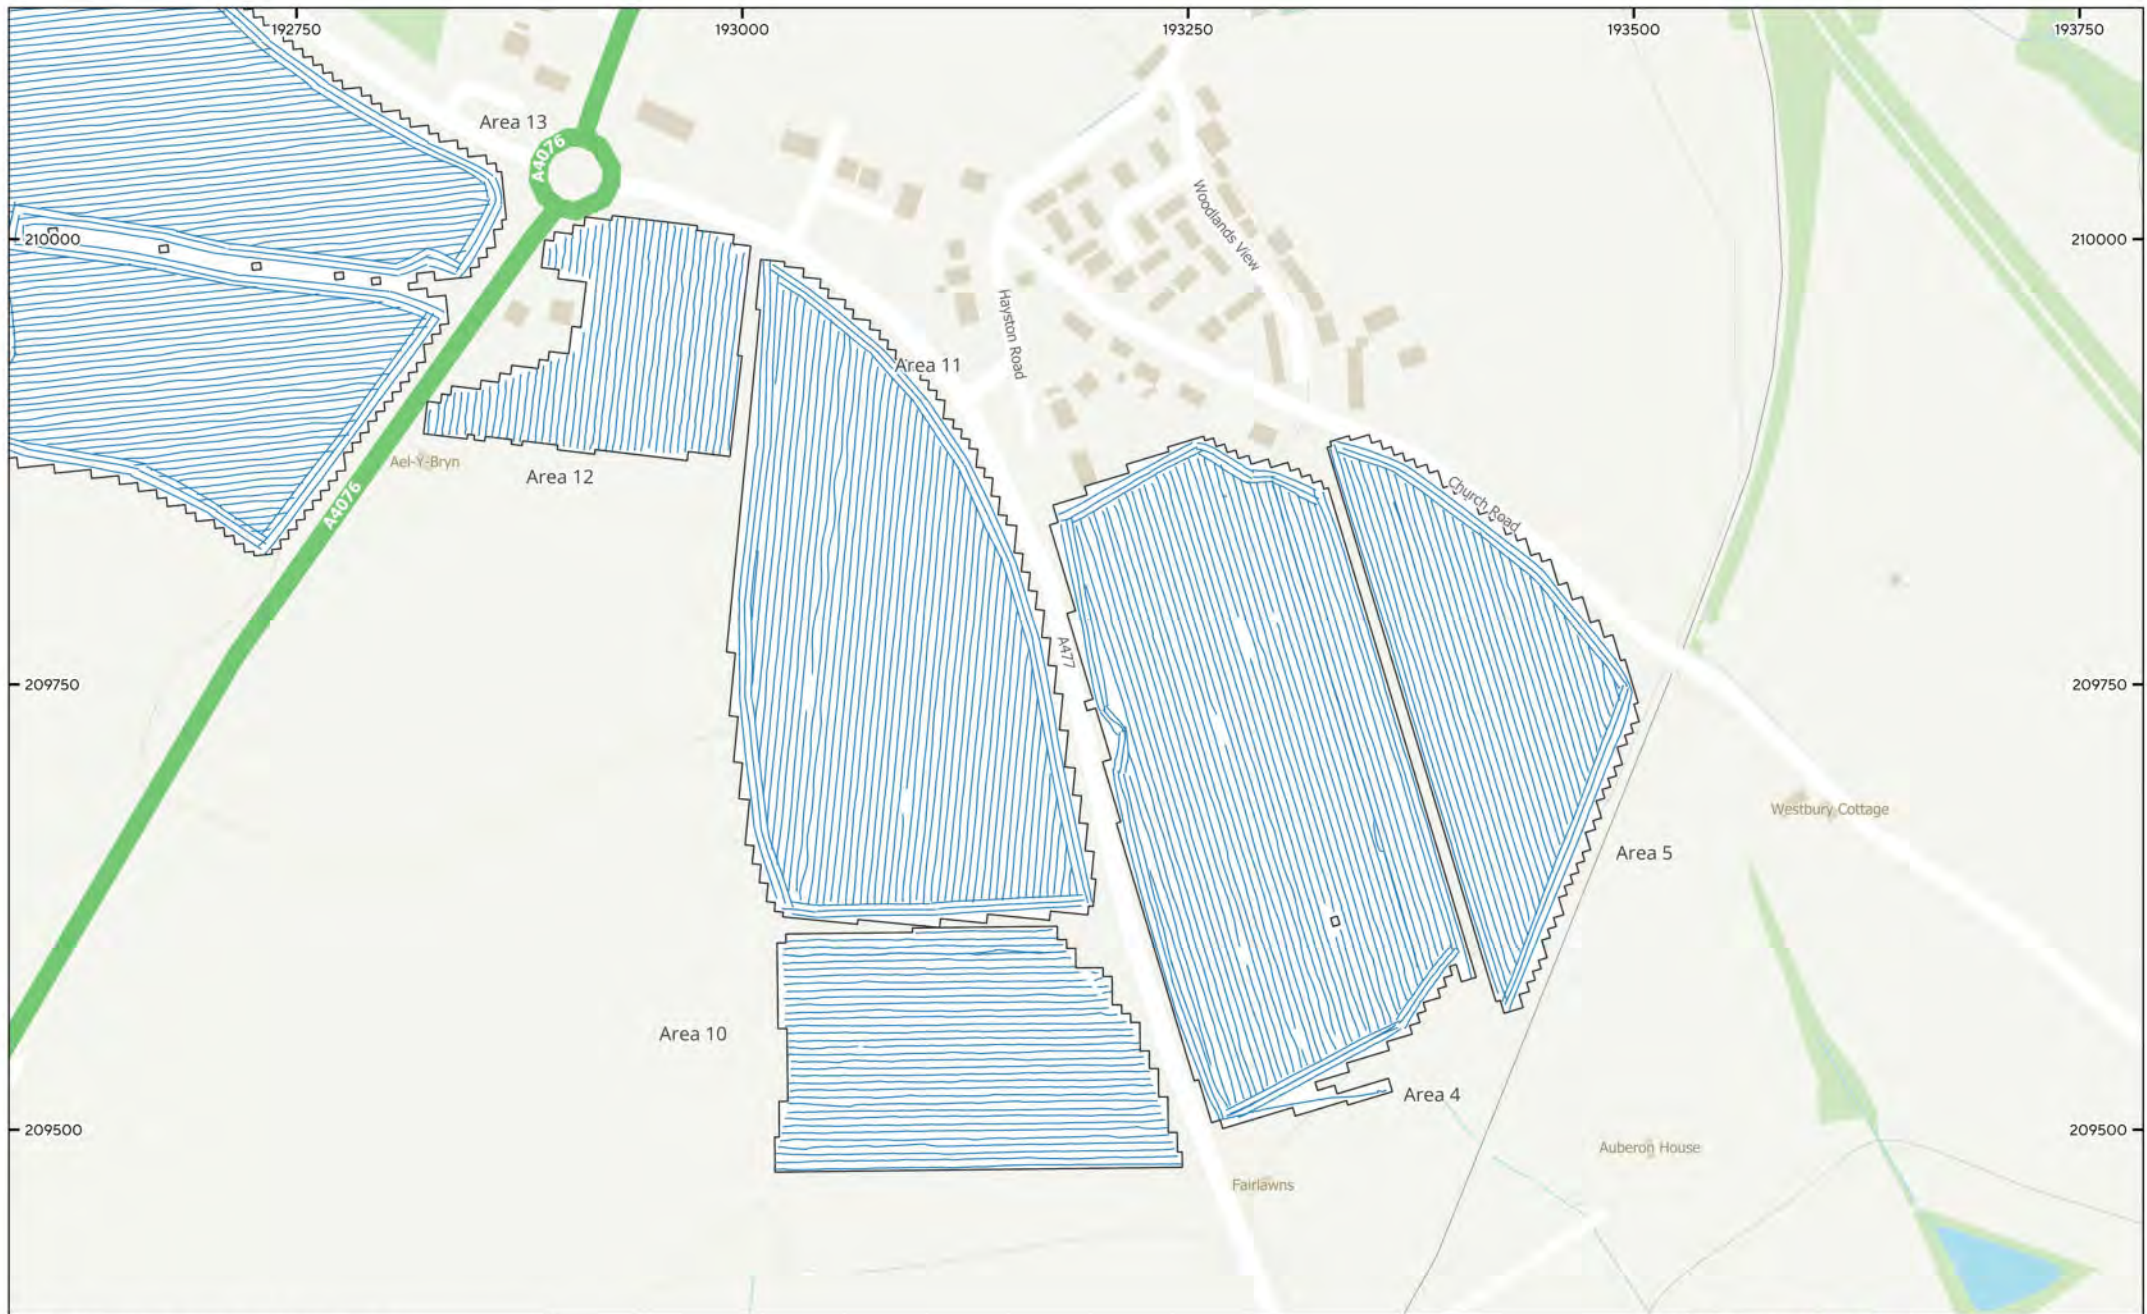 192750
193000
193250
193500
193750
Area 13
A4076
Woodlands View
210000
210000
Hayston Road
Area 11
Ael-Y-Bryn
Area 12
A4076
Church Road
A477
209750
209750
Westbury Cottage
Area 5
Area 10
Area 4
209500
209500
Auberon House
Fairlawns